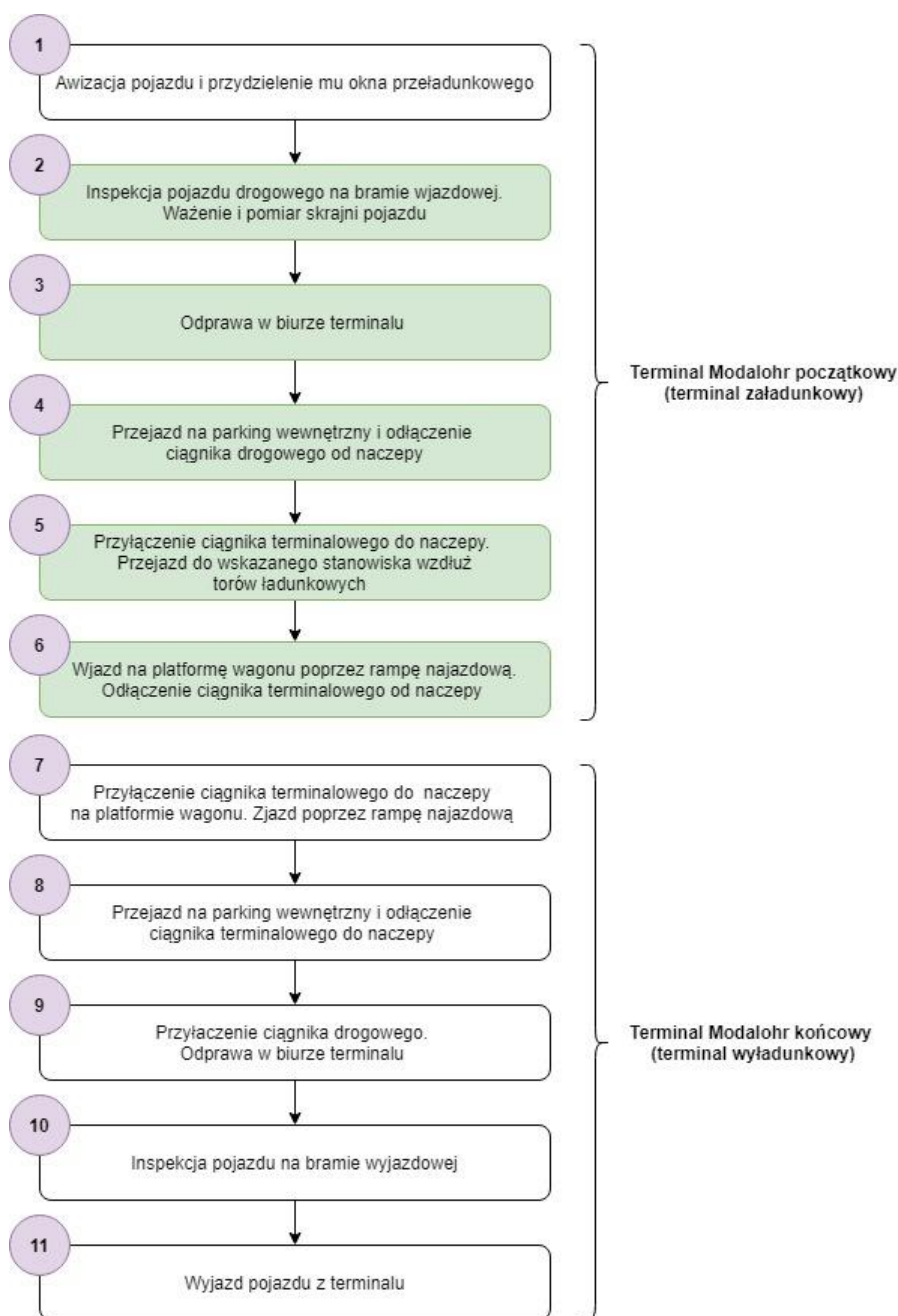 1
Awizacja pojazdu i przydzielenie mu okna przeładunkowego
2
Inspekcja pojazdu drogowego na bramie wjazdowej.
Ważenie i pomiar skrajni pojazdu
3
Odprawa w biurze terminalu
4
Przejazd na parking wewnętrzny i odłączenie
ciągnika drogowego od naczepy
5
Przyłączenie ciągnika terminalowego do naczepy.
Przejazd do wskazanego stanowiska wzdłuż
torów ładunkowych
6
Wjazd na platformę wagonu poprzez rampę najazdową.
Odłączenie ciągnika terminalowego od naczepy
Terminal Modalohr początkowy
(terminal załadunkowy)
7
Przyłączenie ciągnika terminalowego do naczepy
na platformie wagonu. Zjazd poprzez rampę najazdową
8
Przejazd na parking wewnętrzny i odłączenie
ciągnika terminalowego do naczepy
9
Przyłaczenie ciągnika drogowego.
Odprawa w biurze terminalu
10
Inspekcja pojazdu na bramie wyjazdowej
11
Wyjazd pojazdu z terminalu
Terminal Modalohr końcowy
(terminal wyładunkowy)